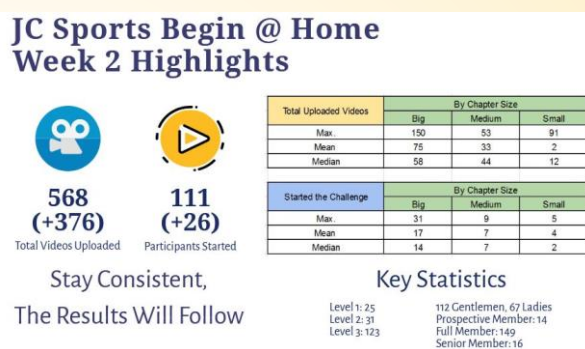 JC Sports Begin @ Home
Week 2 Highlights
568
(+376)
Total Videos Uploaded
111
(+26)
Participants Started
Total Uploaded Videos By Chapter Size
Big Medium Small
Max. 150 53 91
Mean 75 33 2
Median 58 44 12
Started the Challenge By Chapter Size
Big Medium Small
Max. 31 9 5
Mean 17 7 4
Median 14 7 2
Stay Consistent,
The Results Will Follow
Key Statistics
Level 1: 25
Level 2: 31
Level 3: 123
112 Gentlemen, 67 Ladies
Prospective Member: 14
Full Member: 149
Senior Member: 16